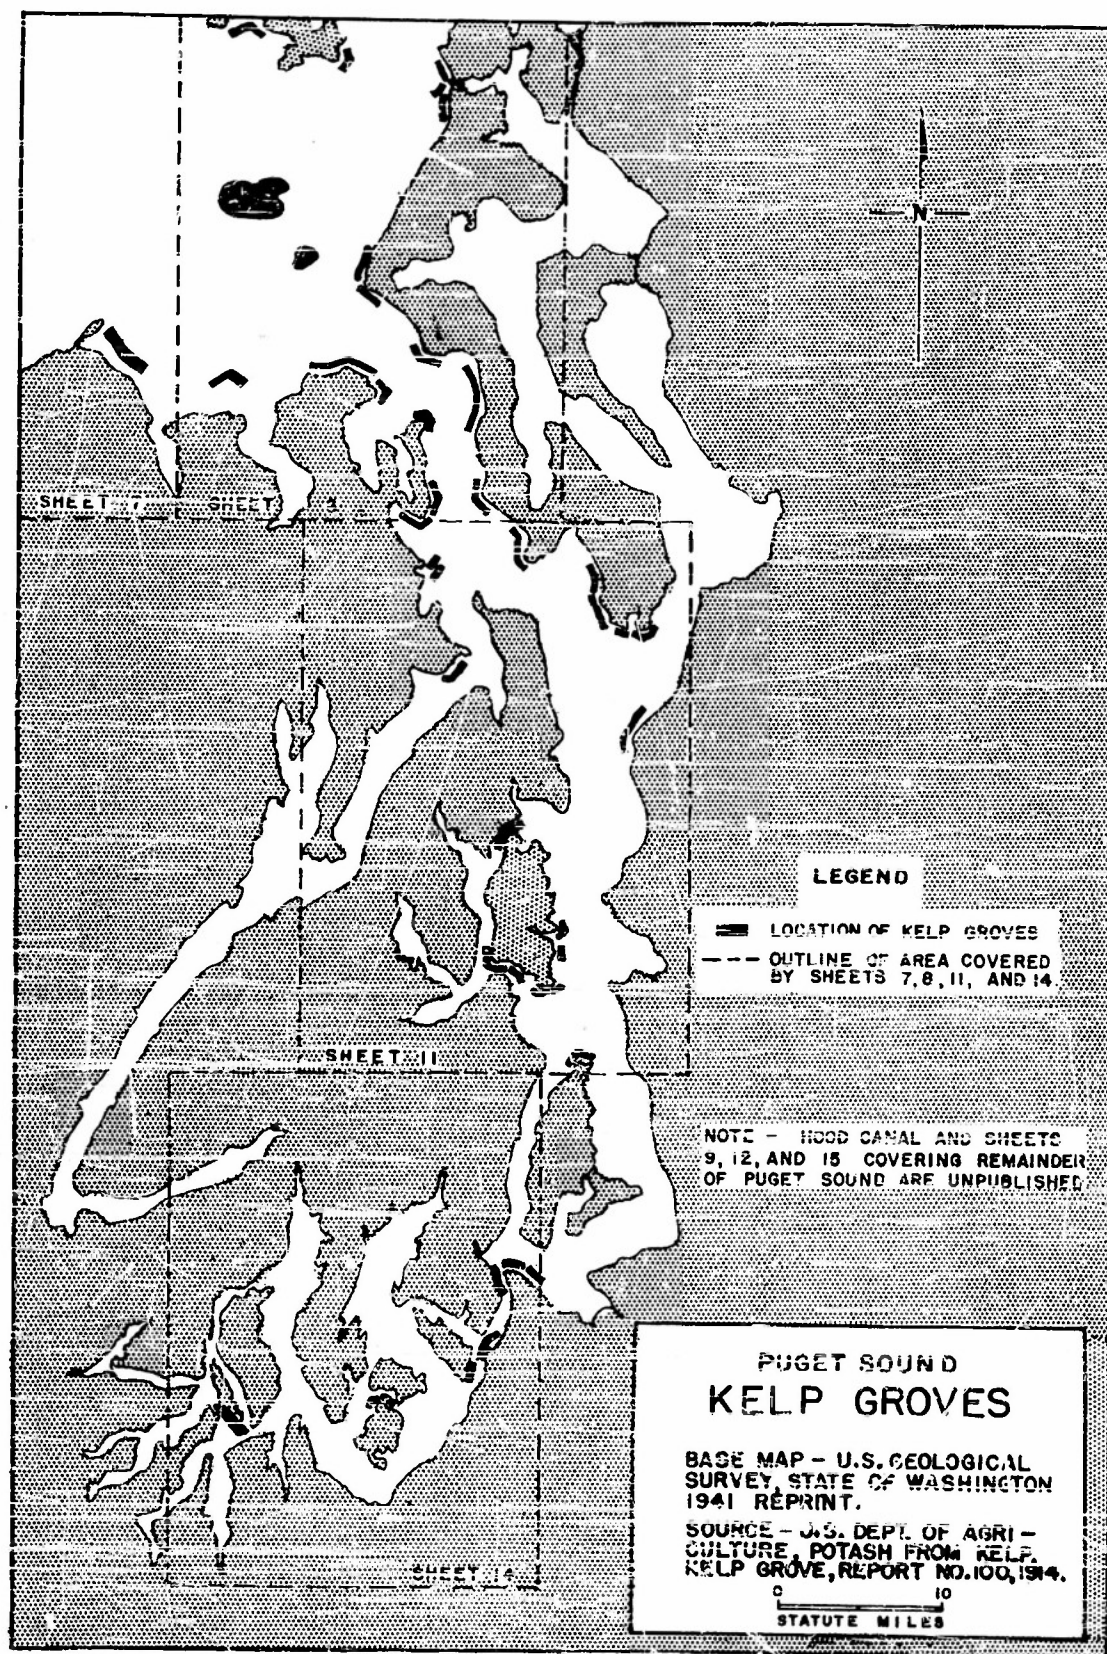 N
SHEET 7
SHEET
SHEET 11
SHEET 14
LEGEND
LOCATION OF KELP GROVES
OUTLINE OF AREA COVERED
BY SHEETS 7, 8, 11, AND 14.
NOTE - HOOD CANAL AND SHEETS
9, 12, AND 15 COVERING REMAINDER
OF PUGET SOUND ARE UNPUBLISHED
PUGET SOUND
KELP GROVES
BASE MAP - U.S. GEOLOGICAL
SURVEY, STATE OF WASHINGTON
1941 REPRINT.
SOURCE - U.S. DEPT. OF AGRI-
CULTURE, POTASH FROM KELP.
KELP GROVE, REPORT NO. 100, 1914.
0 10
STATUTE MILES